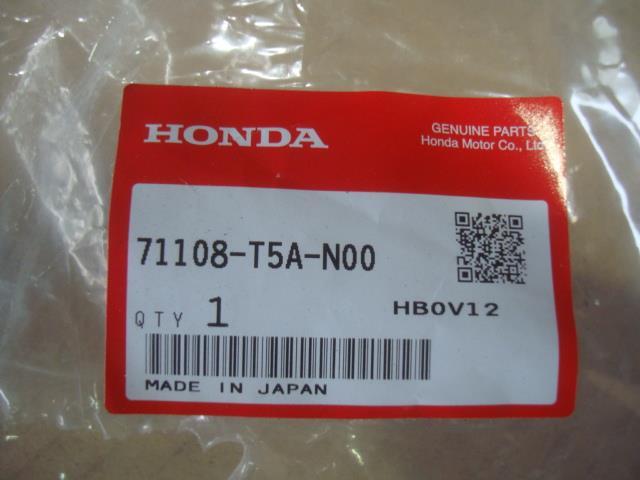 HONDA
GENUINE PARTS
Honda Motor Co., Ltd.
71108-T5A-N00
QTY 1
HB0V12
MADE IN JAPAN